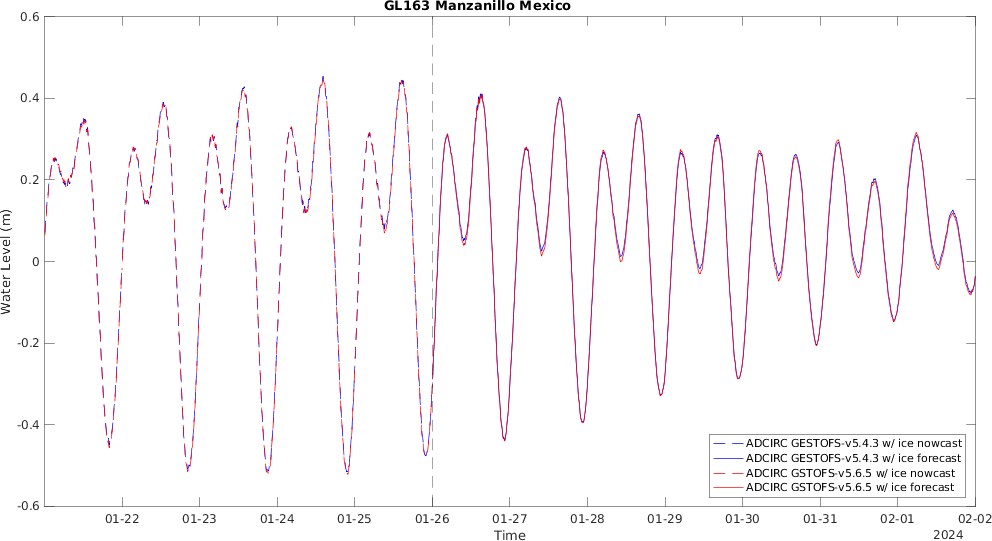 GL163 Manzanillo Mexico
0.6
0.4
0.2
0
-0.2
-0.4
-0.6
Water Level (m)
01-22
01-23
01-24
01-25
01-26
01-27
01-28
01-29
01-30
01-31
02-01
02-02
Time
2024
ADCIRC GESTOFS-v5.4.3 w/ ice nowcast
ADCIRC GESTOFS-v5.4.3 w/ ice forecast
ADCIRC GSTOFS-v5.6.5 w/ ice nowcast
ADCIRC GSTOFS-v5.6.5 w/ ice forecast